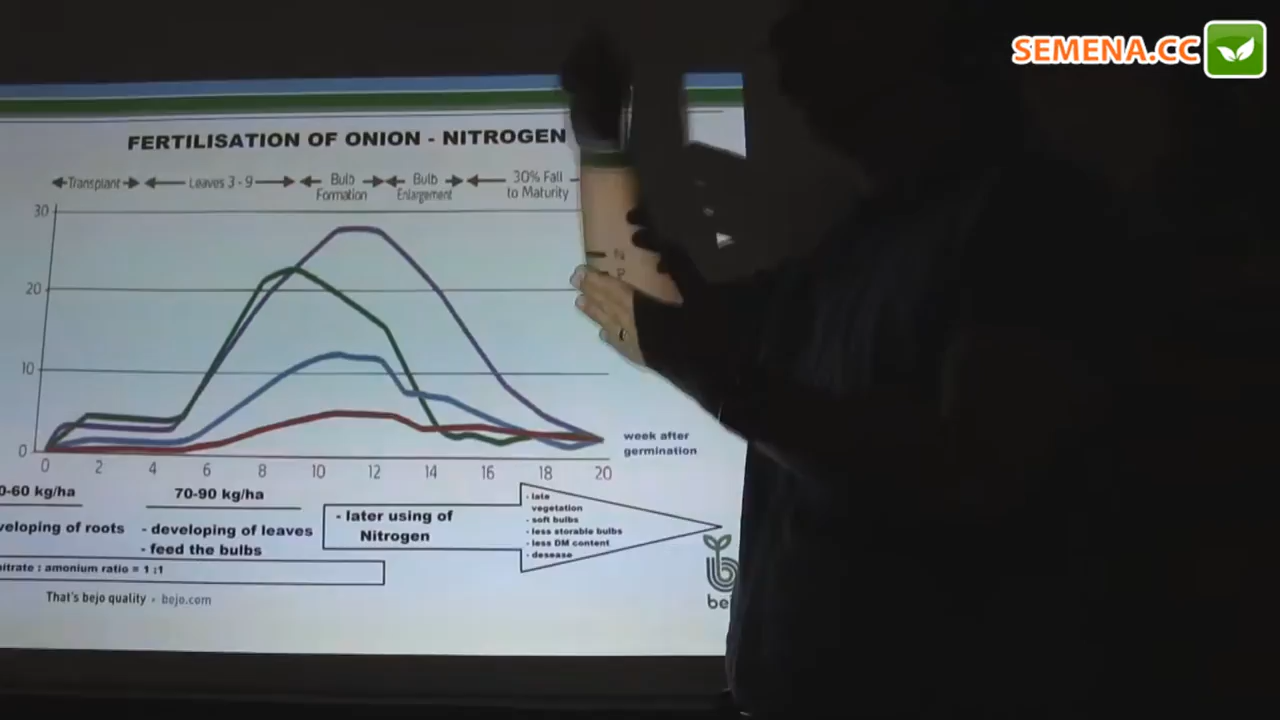 SEMENA.CC
FERTILISATION OF ONION - NITROGEN
Transplant
Leaves 3 - 9
Bulb
Formation
Bulb
Enlargement
30% Fall
to Maturity
30
20
10
0
N
P
0 2 4 6 8 10 12 14 16 18 20
week after
germination
0-60 kg/ha
70-90 kg/ha
veloping of roots
- developing of leaves
- feed the bulbs
- later using of
Nitrogen
- late
vegetation
- soft bulbs
- less storable bulbs
- less DM content
- desease
itrate : amonium ratio = 1 :1
That's bejo quality • bejo.com
bej